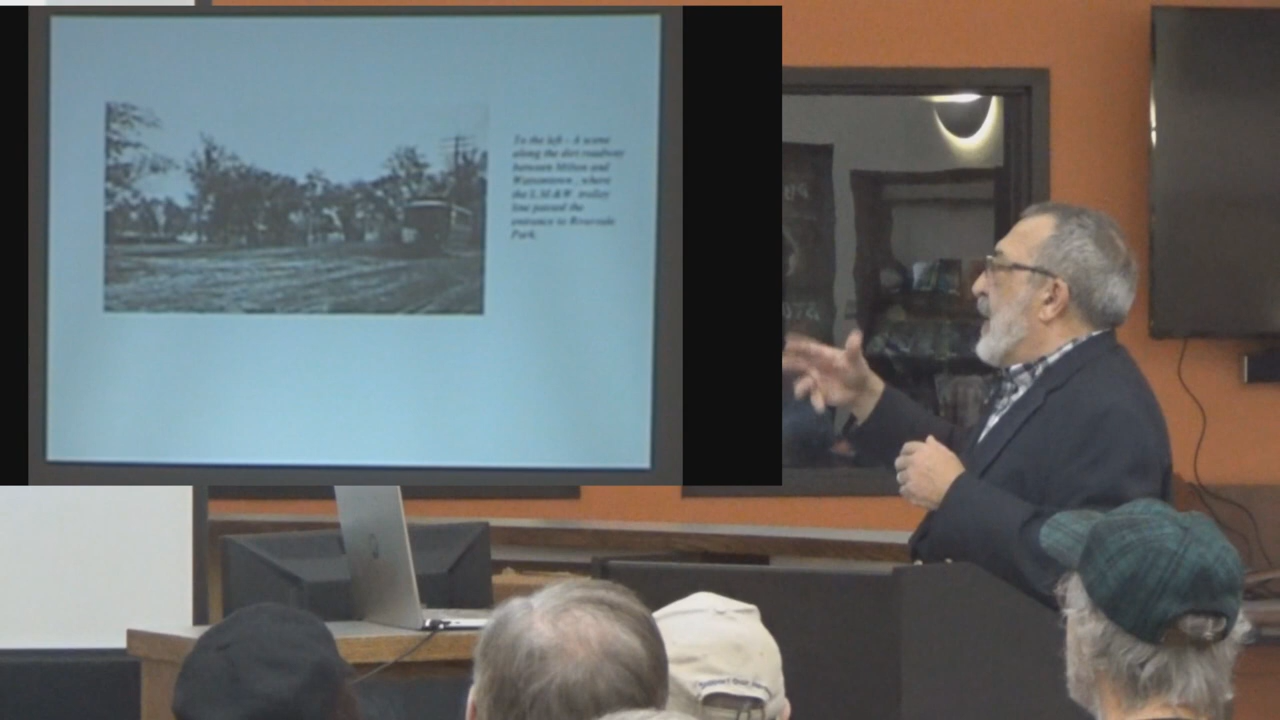 To the left - A scene
along the dirt roadway
between Milton and
Watsontown, where
the L.M.&W. trolley
line passed the
entrance to Riverside
Park.